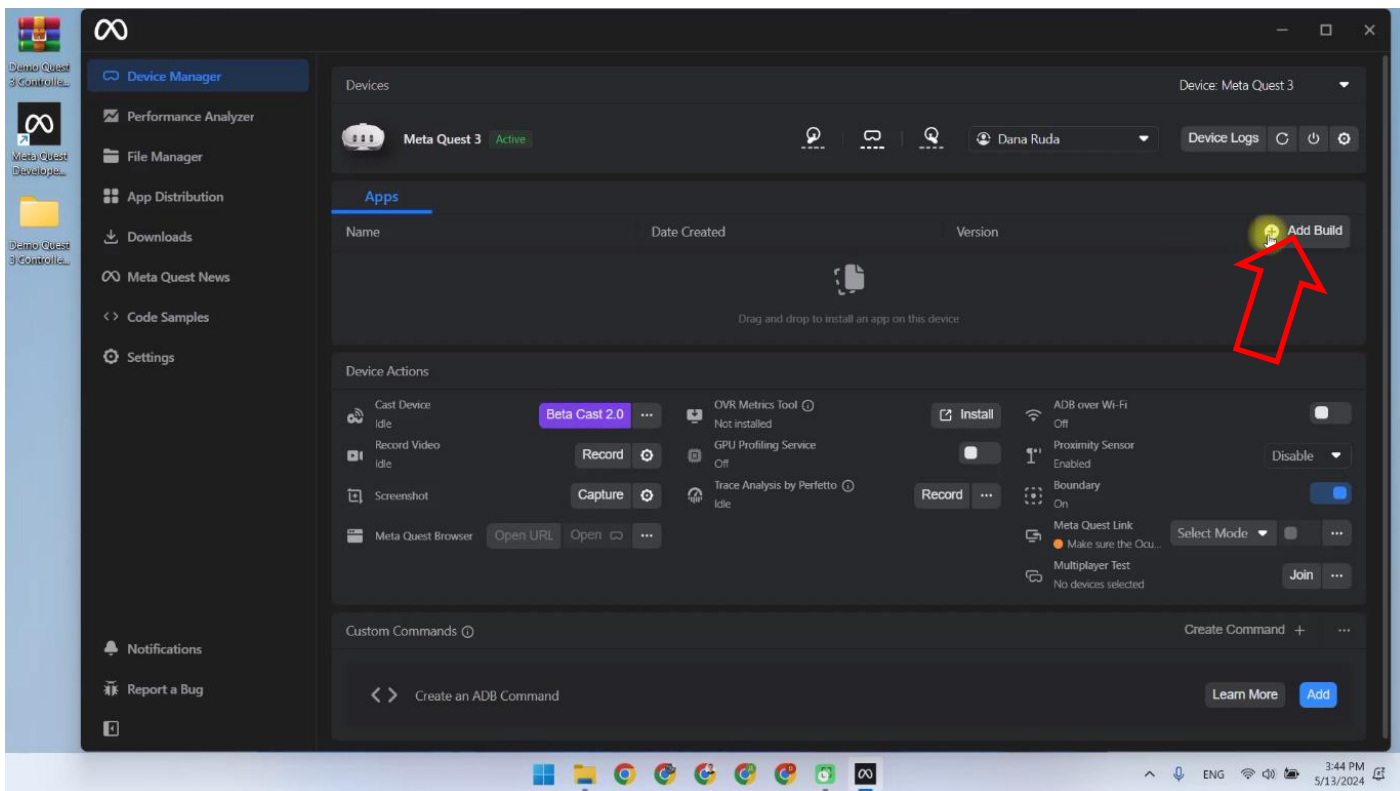 Demo Quest
3 Controlle...
Meta Quest
Develope...
Demo Quest
3 Controlle...
Device Manager
Performance Analyzer
File Manager
App Distribution
Downloads
Meta Quest News
Code Samples
Settings
Notifications
Report a Bug
Devices
Device: Meta Quest 3
Meta Quest 3 Active
Dana Ruda
Device Logs
Apps
Name Date Created Version
Add Build
Drag and drop to install an app on this device
Device Actions
Cast Device
Idle
Beta Cast 2.0 ...
Record Video
Idle
Record
Screenshot
Capture
Meta Quest Browser
Open URL Open ...
OVR Metrics Tool
Not installed
Install
GPU Profiling Service
Off
Trace Analysis by Perfetto
Idle
Record ...
ADB over Wi-Fi
Off
Proximity Sensor
Enabled
Disable
Boundary
On
Meta Quest Link
Make sure the Ocu...
Select Mode ...
Multiplayer Test
No devices selected
Join ...
Custom Commands
Create Command + ...
Create an ADB Command
Learn More Add
ENG
3:44 PM
5/13/2024